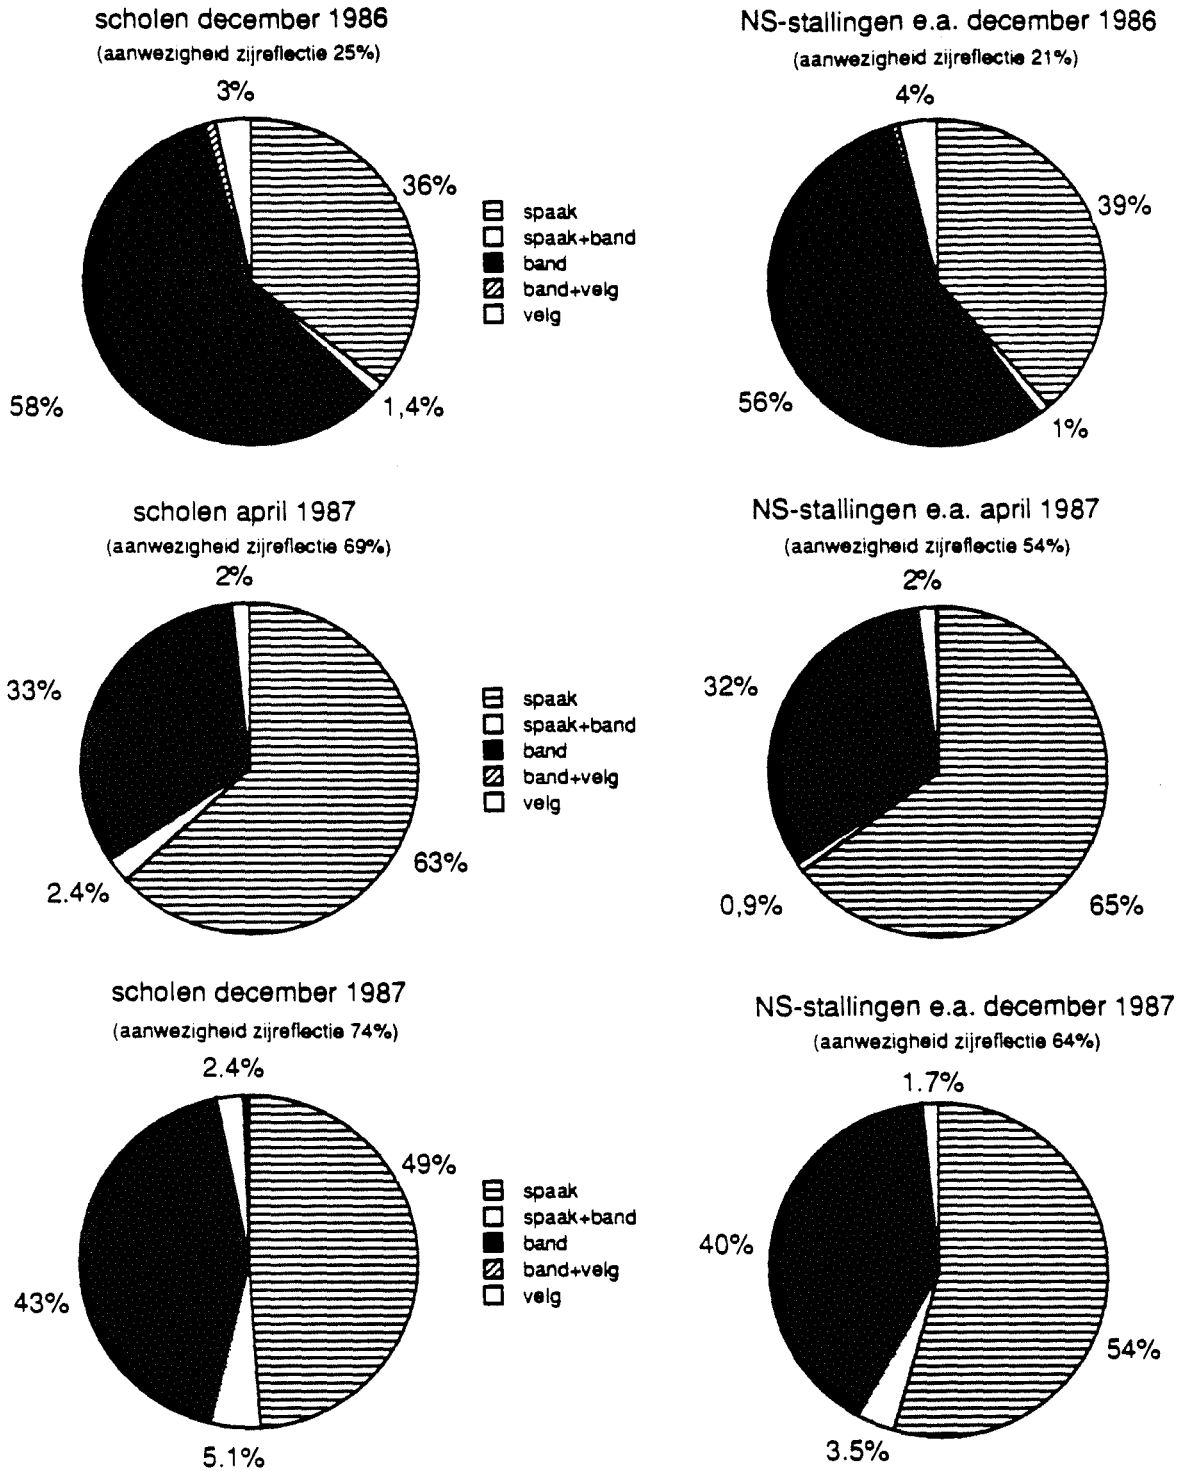 scholen december 1986
(aanwezigheid zijreflectie 25%)
3%
36%
58%
1,4%
spaak
spaak+band
band
band+velg
velg
NS-stallingen e.a. december 1986
(aanwezigheid zijreflectie 21%)
4%
39%
56%
1%
scholen april 1987
(aanwezigheid zijreflectie 69%)
2%
33%
63%
2.4%
spaak
spaak+band
band
band+velg
velg
NS-stallingen e.a. april 1987
(aanwezigheid zijreflectie 54%)
2%
32%
0,9%
65%
scholen december 1987
(aanwezigheid zijreflectie 74%)
2.4%
49%
43%
5.1%
spaak
spaak+band
band
band+velg
velg
NS-stallingen e.a. december 1987
(aanwezigheid zijreflectie 64%)
1.7%
40%
54%
3.5%